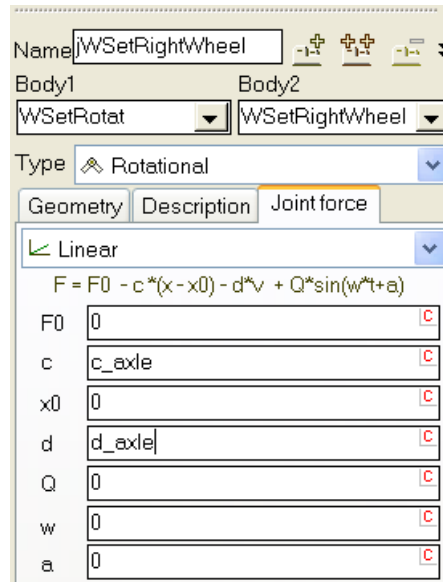 Name jWSetRightWheel
Body1 Body2
WSetRotat WSetRightWheel
Type Rotational
Geometry Description Joint force
Linear
F = F0 - c*(x - x0) - d*v + Q*sin(w*t+a)
F0 0 C
c c_axle C
x0 0 C
d d_axle C
Q 0 C
w 0 C
a 0 C